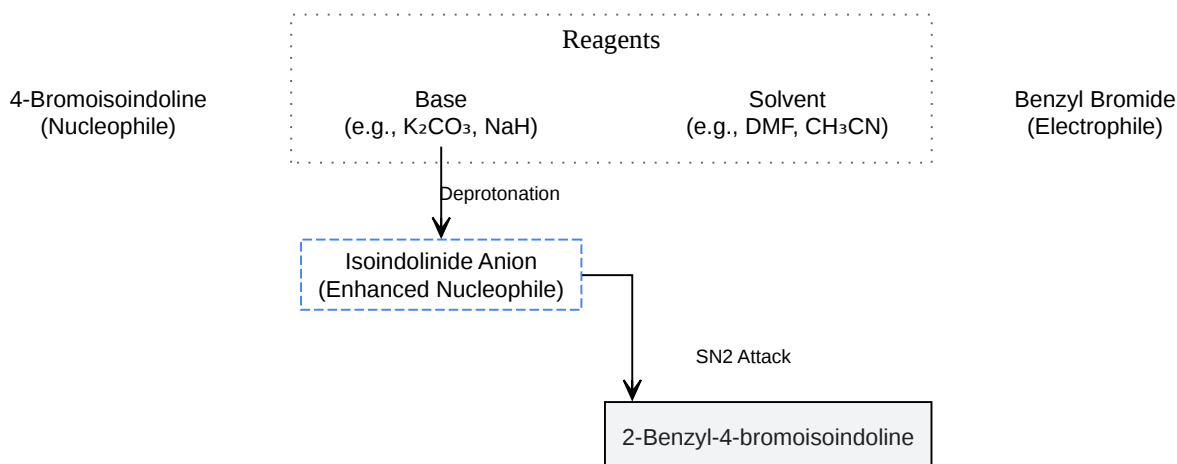 Reagents
4-Bromoisoindoline
(Nucleophile)
Base
(e.g., K₂CO₃, NaH)
Solvent
(e.g., DMF, CH₃CN)
Benzyl Bromide
(Electrophile)
Deprotonation
Isoindolinide Anion
(Enhanced Nucleophile)
SN2 Attack
2-Benzyl-4-bromoisoindoline